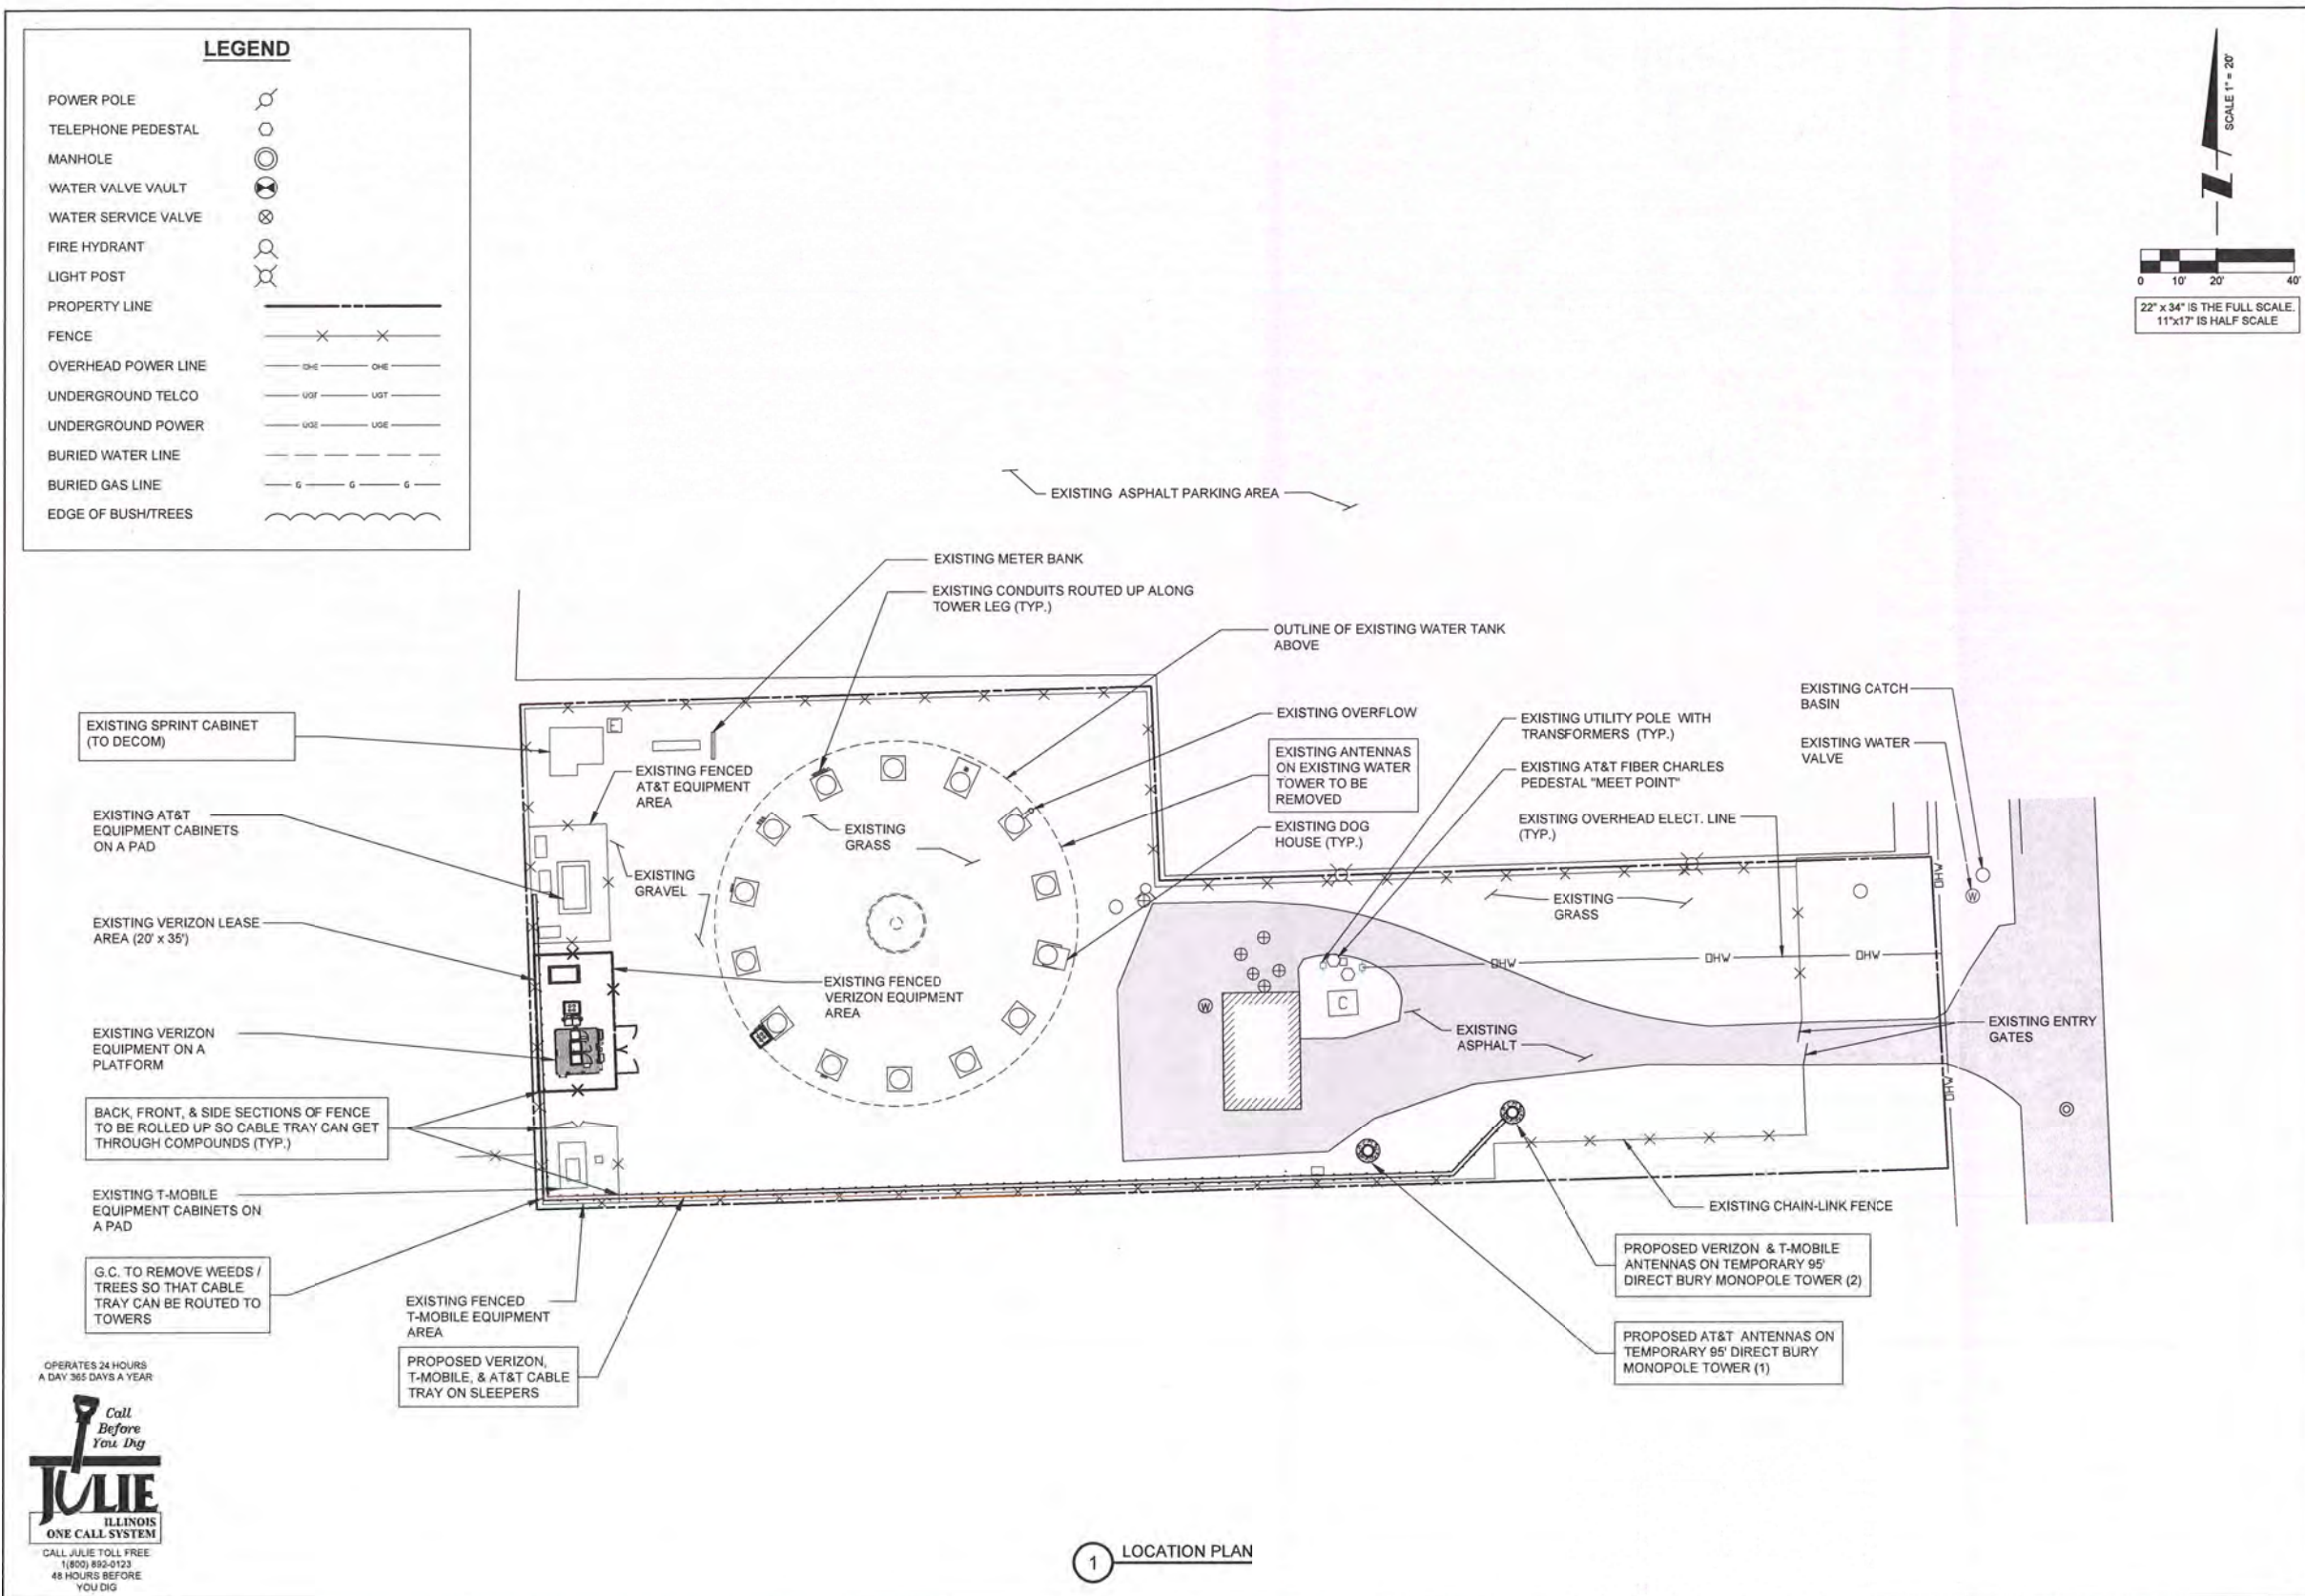 LEGEND
POWER POLE
TELEPHONE PEDESTAL
MANHOLE
WATER VALVE VAULT
WATER SERVICE VALVE
FIRE HYDRANT
LIGHT POST
PROPERTY LINE
FENCE
OVERHEAD POWER LINE
OHE OHE
UNDERGROUND TELCO
UGT UGT
UNDERGROUND POWER
UGE UGE
BURIED WATER LINE
BURIED GAS LINE
G G G
EDGE OF BUSH/TREES
SCALE 1" = 20'
0 10' 20' 40'
22" x 34" IS THE FULL SCALE.
11"x17" IS HALF SCALE
EXISTING ASPHALT PARKING AREA
EXISTING METER BANK
EXISTING CONDUITS ROUTED UP ALONG
TOWER LEG (TYP.)
OUTLINE OF EXISTING WATER TANK
ABOVE
EXISTING OVERFLOW
EXISTING ANTENNAS
ON EXISTING WATER
TOWER TO BE
REMOVED
EXISTING DOG
HOUSE (TYP.)
EXISTING UTILITY POLE WITH
TRANSFORMERS (TYP.)
EXISTING AT&T FIBER CHARLES
PEDESTAL "MEET POINT"
EXISTING OVERHEAD ELECT. LINE
(TYP.)
EXISTING CATCH
BASIN
EXISTING WATER
VALVE
EXISTING SPRINT CABINET
(TO DECOM)
EXISTING AT&T
EQUIPMENT CABINETS
ON A PAD
EXISTING VERIZON LEASE
AREA (20' x 35')
EXISTING VERIZON
EQUIPMENT ON A
PLATFORM
BACK, FRONT, & SIDE SECTIONS OF FENCE
TO BE ROLLED UP SO CABLE TRAY CAN GET
THROUGH COMPOUNDS (TYP.)
EXISTING T-MOBILE
EQUIPMENT CABINETS ON
A PAD
G.C. TO REMOVE WEEDS /
TREES SO THAT CABLE
TRAY CAN BE ROUTED TO
TOWERS
E
EXISTING FENCED
AT&T EQUIPMENT
AREA
EXISTING
GRASS
EXISTING
GRAVEL
EXISTING FENCED
VERIZON EQUIPMENT
AREA
EXISTING
GRASS
OHW
OHW
OHW
OHW
OHW
W
W
C
EXISTING
ASPHALT
EXISTING ENTRY
GATES
EXISTING CHAIN-LINK FENCE
PROPOSED VERIZON & T-MOBILE
ANTENNAS ON TEMPORARY 95'
DIRECT BURY MONOPOLE TOWER (2)
PROPOSED AT&T ANTENNAS ON
TEMPORARY 95' DIRECT BURY
MONOPOLE TOWER (1)
EXISTING FENCED
T-MOBILE EQUIPMENT
AREA
PROPOSED VERIZON,
T-MOBILE, & AT&T CABLE
TRAY ON SLEEPERS
OPERATES 24 HOURS
A DAY 365 DAYS A YEAR
Call
Before
You Dig
JULIE
ILLINOIS
ONE CALL SYSTEM
CALL JULIE TOLL FREE
1(800) 892-0123
48 HOURS BEFORE
YOU DIG
1 LOCATION PLAN